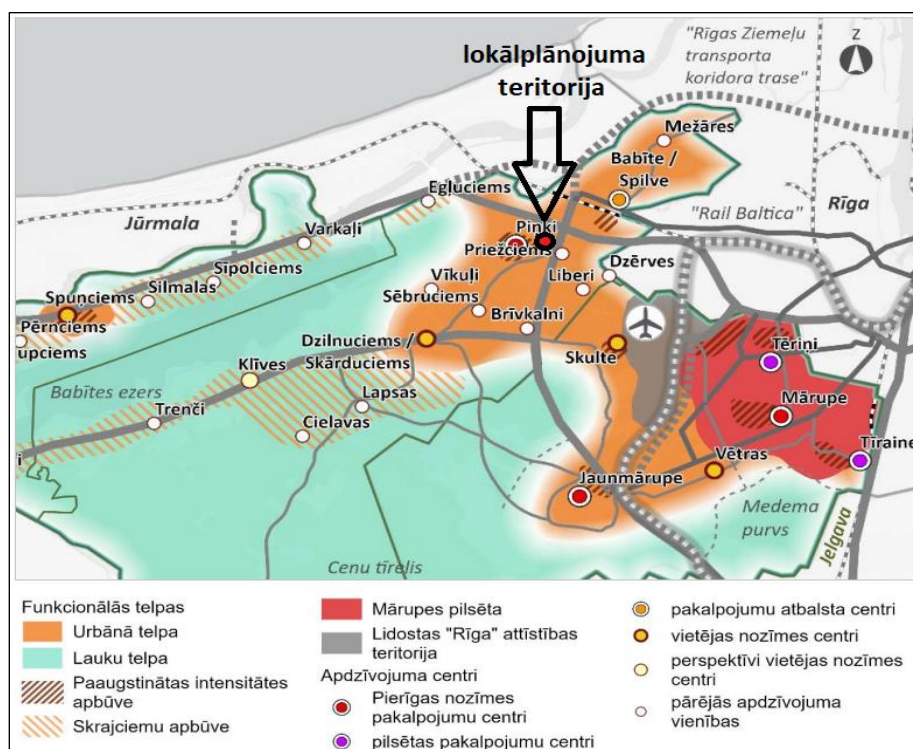 lokālplānojuma
teritorija
"Rīgas Ziemeļu
transporta
koridora trase"
Z
Mežāres
Babīte /
Spilve
Egļuciems
Jūrmala
Varkaļi
Piņķi
Priežciems
"Rail Baltica"
Rīga
Dzērves
Sīpolciems
Silmalas
Spuņciems
Pērnciems
upciems
Vīkuļi
Sēbruciems
Liberi
Brīvkalni
Dzilnuciems /
Skārduciems
Skulte
Tēriņi
Klīves
Babītes ezers
Lapsas
Mārupe
Trenči
Cielavas
Tīraine
Vētras
Jaunmārupe
Medema
purvs
Jelgava
Cenu tīrelis
Funkcionālās telpas
Urbānā telpa
Lauku telpa
Paaugstinātas intensitātes
apbūve
Skrajciemu apbūve
Mārupes pilsēta
Lidostas "Rīga" attīstības
teritorija
Apdzīvojuma centri
Pierīgas nozīmes
pakalpojumu centri
pilsētas pakalpojumu centri
pakalpojumu atbalsta centri
vietējas nozīmes centri
perspektīvi vietējas nozīmes
centri
pārējās apdzīvojuma
vienības